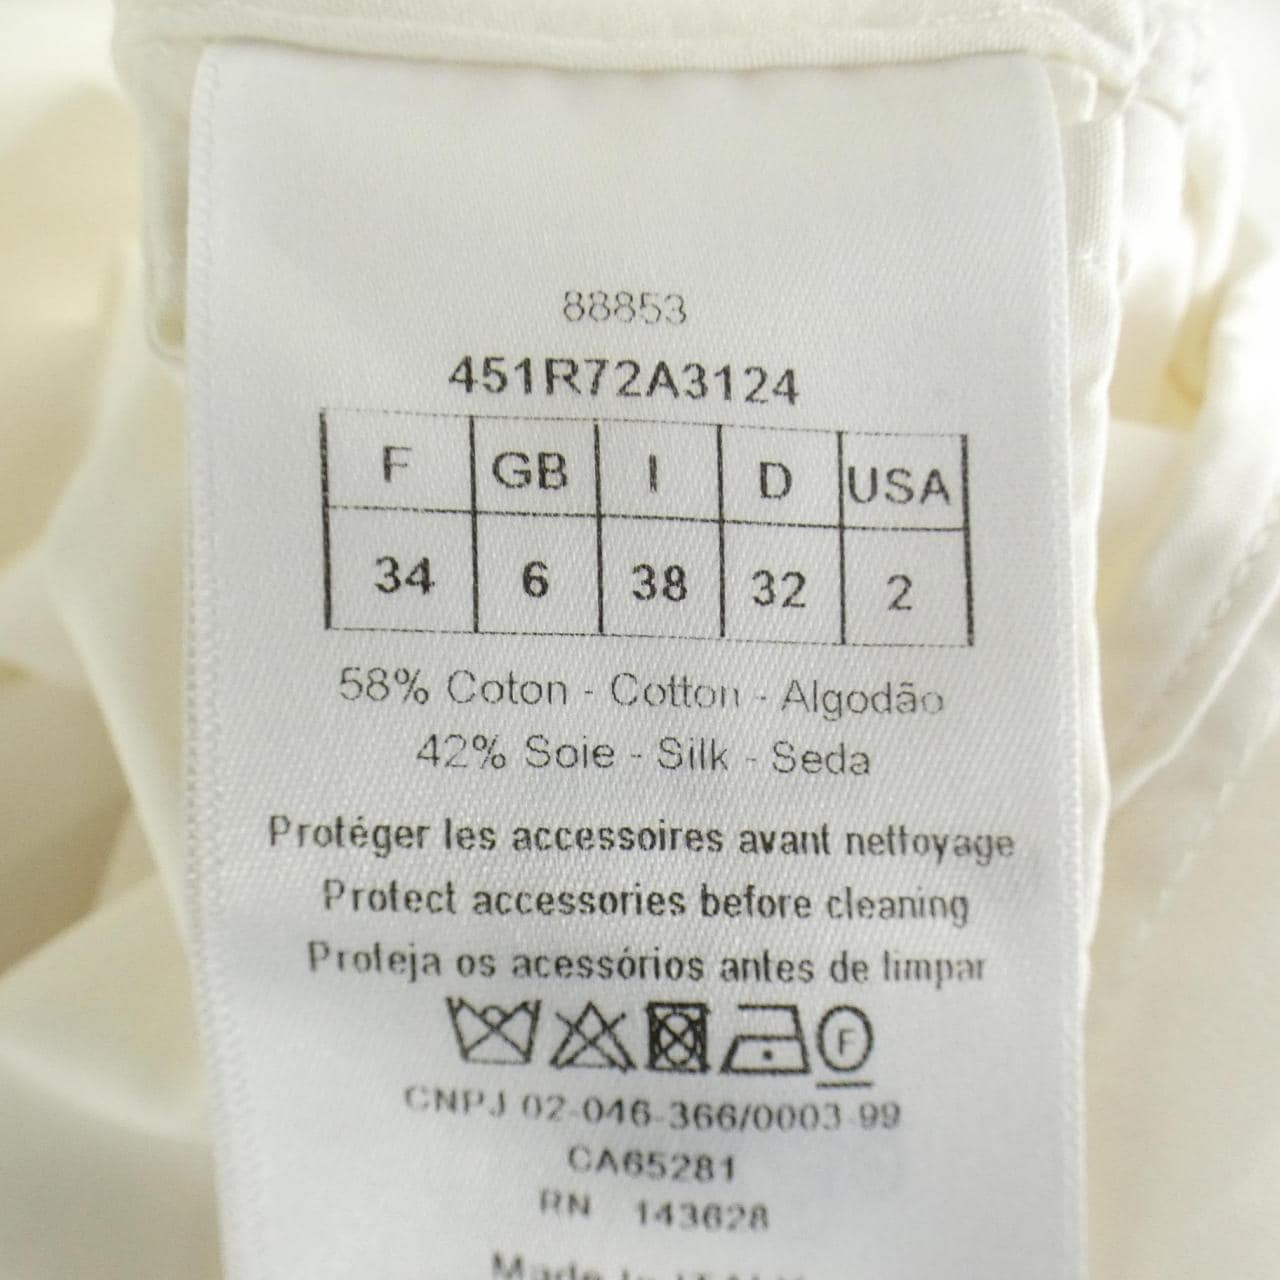 88853
451R72A3124
F GB I D USA
34 6 38 32 2
58% Coton - Cotton - Algodão
42% Soie - Silk - Seda
Protéger les accessoires avant nettoyage
Protect accessories before cleaning
Proteja os acessórios antes de limpar
F
CNPJ 02-046-366/0003-99
CA65281
RN 143628
Made In